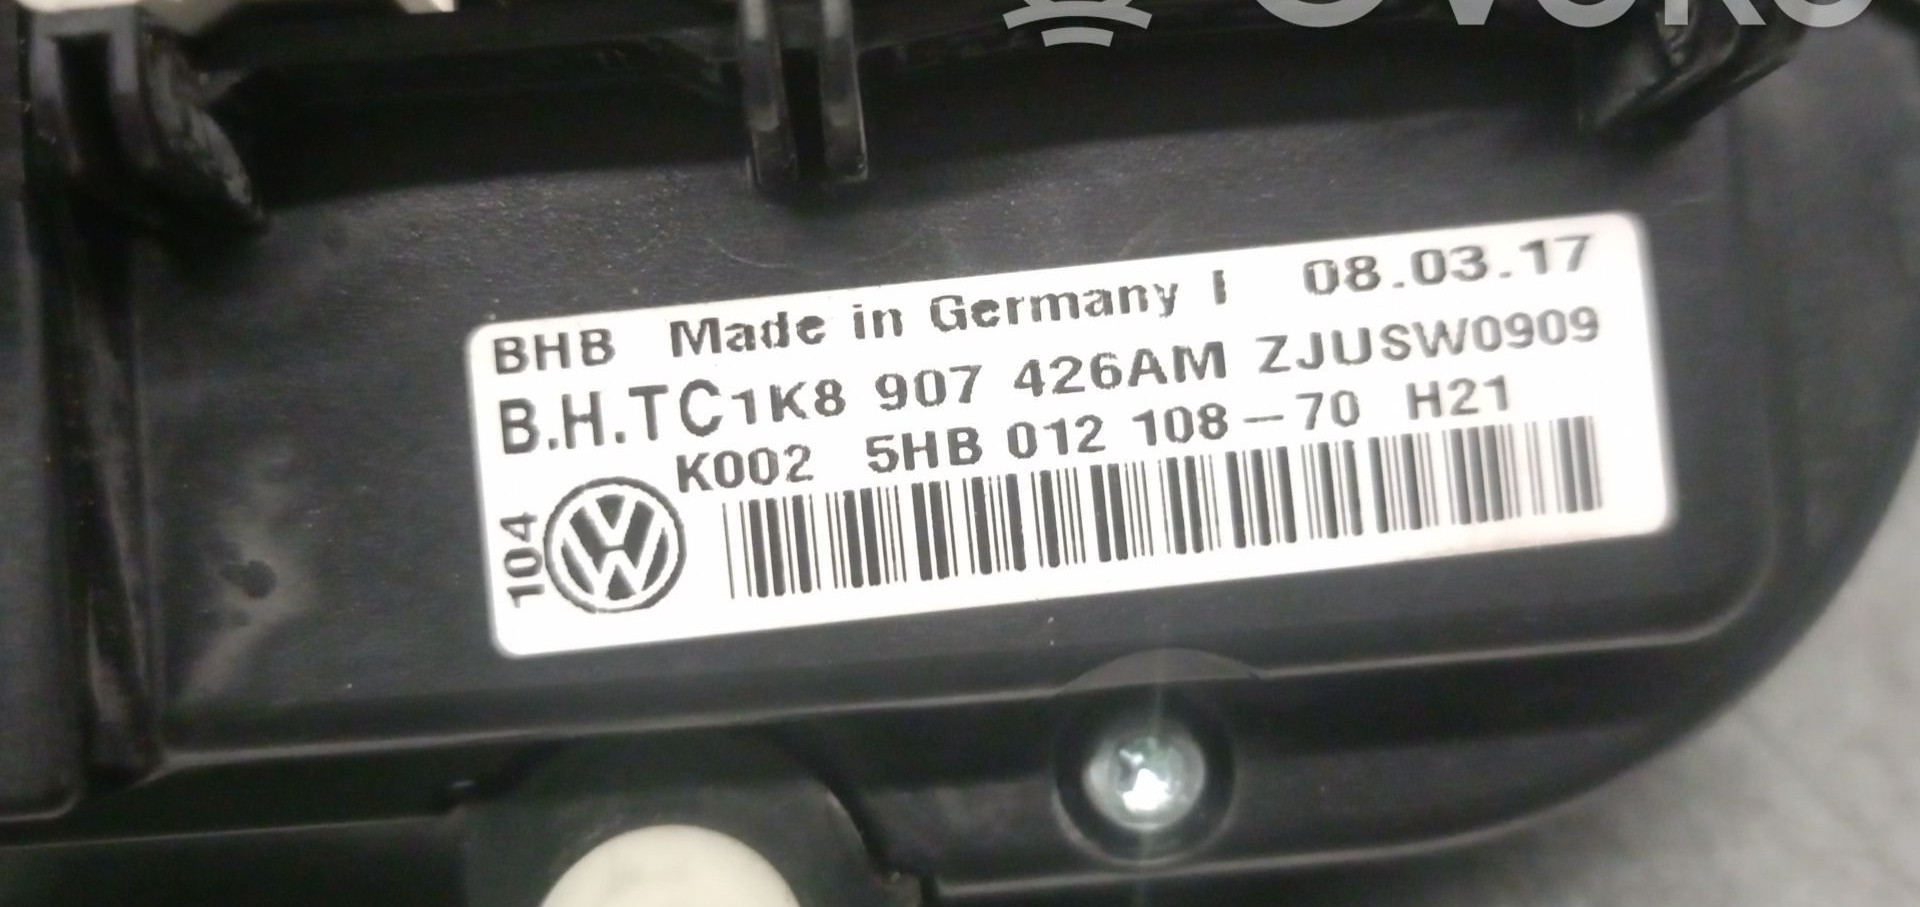 BHB Made in Germany I 08.03.17
B.H.TC 1K8 907 426AM ZJUSW0909
K002 5HB 012 108-70 H21
104